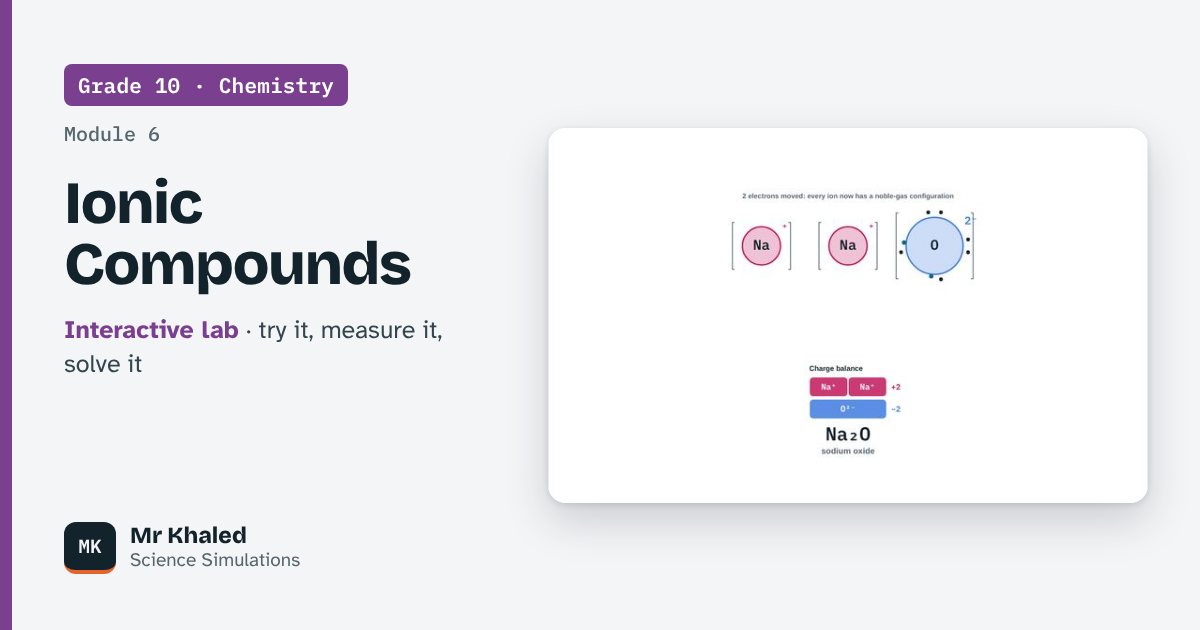 Grade 10 · Chemistry
Module 6
Ionic
Compounds
Interactive lab · try it, measure it,
solve it
MK
Mr Khaled
Science Simulations
2 electrons moved: every ion now has a noble-gas configuration
Na + Na + O 2-
Charge balance
Na⁺ Na⁺ +2
O²⁻ −2
Na₂O
sodium oxide